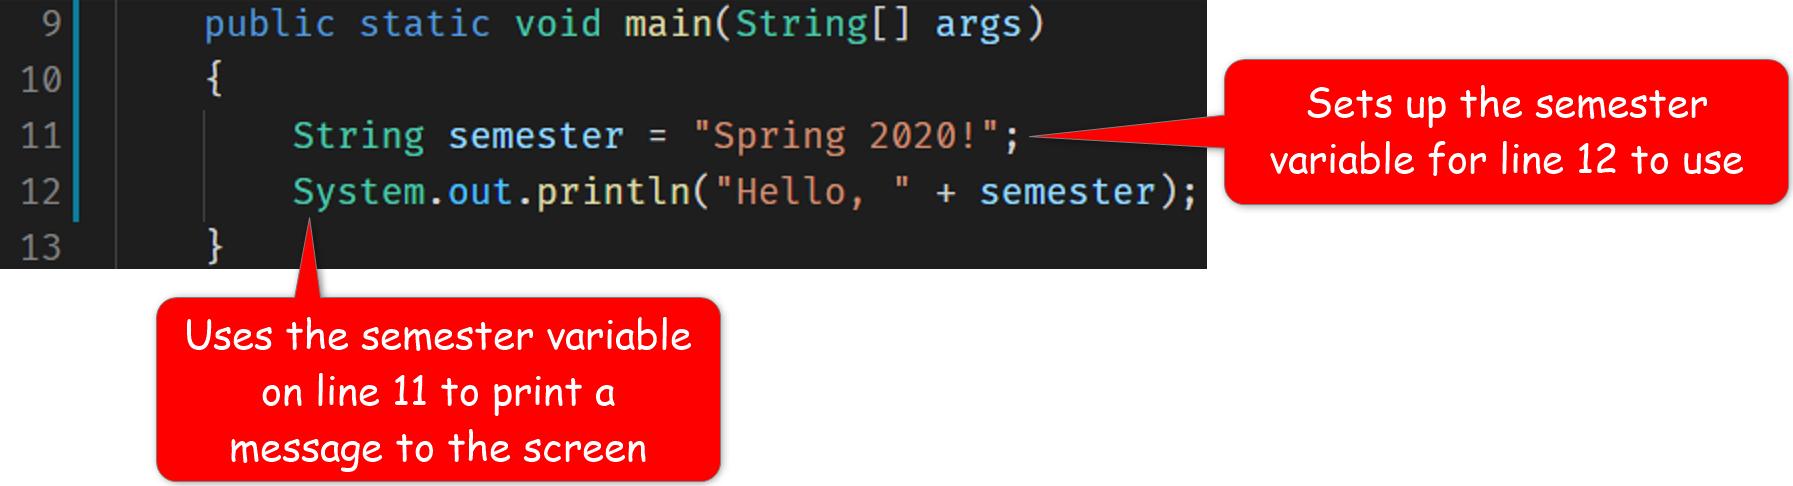 9 public static void main(String[] args)
10 {
11 String semester = "Spring 2020!";
12 System.out.println("Hello, " + semester);
13 }
Sets up the semester
variable for line 12 to use
Uses the semester variable
on line 11 to print a
message to the screen